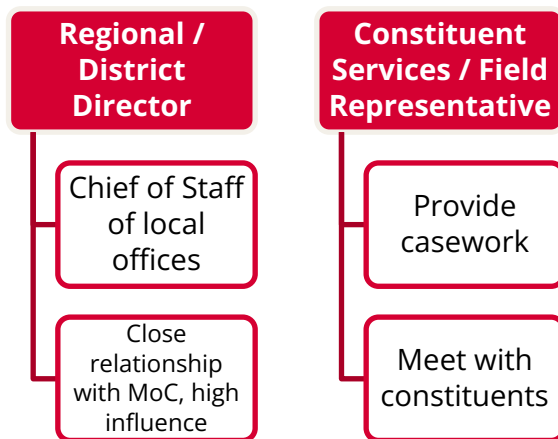 Regional /
District
Director
Chief of Staff
of local
offices
Close
relationship
with MoC, high
influence
Constituent
Services / Field
Representative
Provide
casework
Meet with
constituents